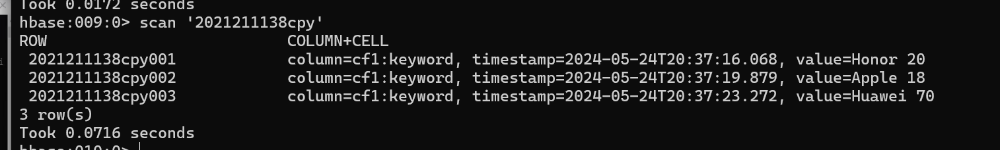 Took 0.0172 seconds
hbase:009:0> scan '2021211138cpy'
ROW COLUMN+CELL
2021211138cpy001 column=cf1:keyword, timestamp=2024-05-24T20:37:16.068, value=Honor 20
2021211138cpy002 column=cf1:keyword, timestamp=2024-05-24T20:37:19.879, value=Apple 18
2021211138cpy003 column=cf1:keyword, timestamp=2024-05-24T20:37:23.272, value=Huawei 70
3 row(s)
Took 0.0716 seconds
hbase:010:0>